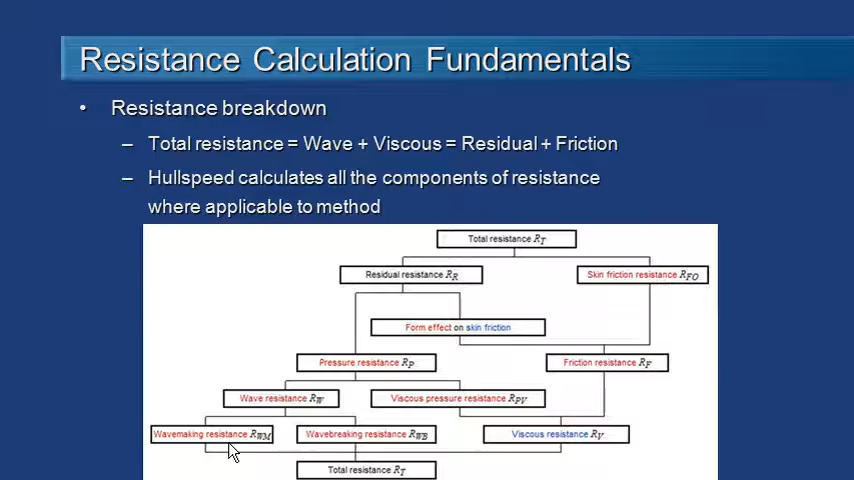 Resistance Calculation Fundamentals
• Resistance breakdown
– Total resistance = Wave + Viscous = Residual + Friction
– Hullspeed calculates all the components of resistance
where applicable to method
Total resistance RT
Residual resistance RR
Skin friction resistance RFO
Form effect on skin friction
Pressure resistance RP
Friction resistance RF
Wave resistance RW
Viscous pressure resistance RPV
Wavemaking resistance RWM
Wavebreaking resistance RWB
Viscous resistance RV
Total resistance RT